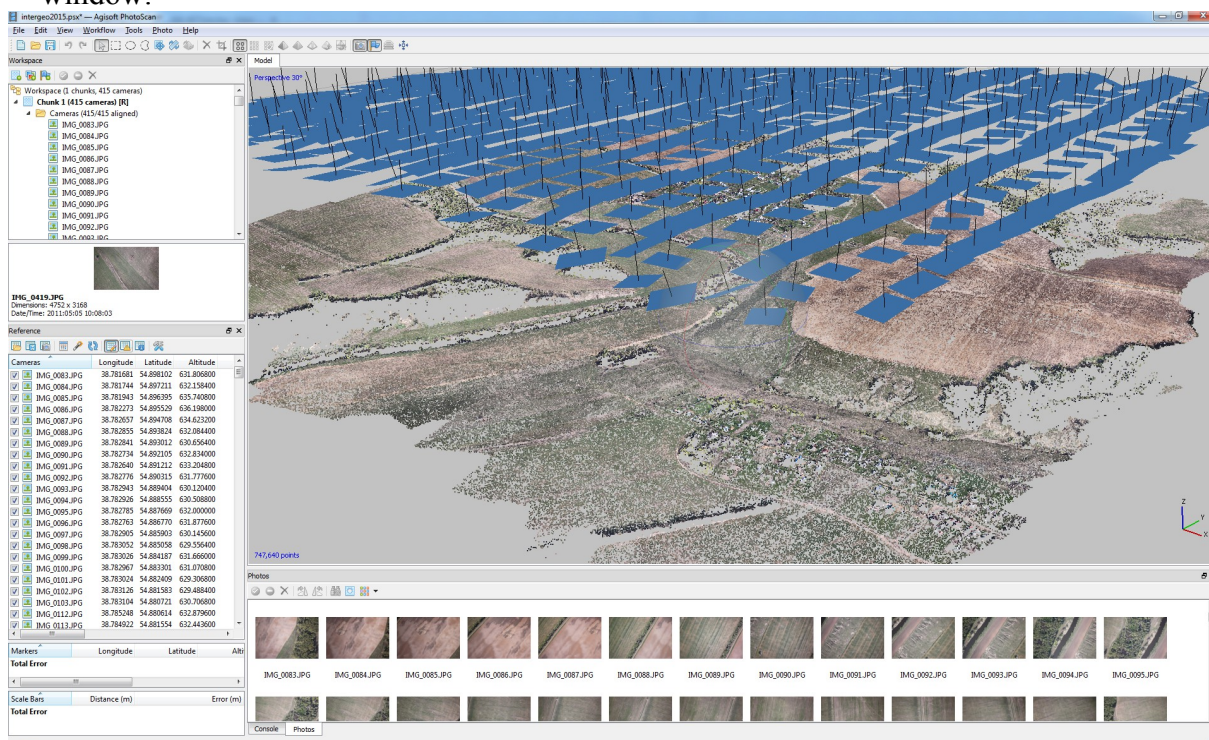 window:
intergeo2015.psx* — Agisoft PhotoScan
File Edit View Workflow Tools Photo Help
Workspace
Workspace (1 chunks, 415 cameras)
Chunk 1 (415 cameras) [R]
Cameras (415/415 aligned)
IMG_0083.JPG
IMG_0084.JPG
IMG_0085.JPG
IMG_0086.JPG
IMG_0087.JPG
IMG_0088.JPG
IMG_0089.JPG
IMG_0090.JPG
IMG_0091.JPG
IMG_0092.JPG
IMG_0093.JPG
IMG_0419.JPG
Dimensions: 4752 x 3168
Date/Time: 2011:05:05 10:08:03
Reference
Cameras Longitude Latitude Altitude
IMG_0083.JPG 38.781681 54.898102 631.806800
IMG_0084.JPG 38.781744 54.897211 632.158400
IMG_0085.JPG 38.781943 54.896395 635.740800
IMG_0086.JPG 38.782273 54.895529 636.198000
IMG_0087.JPG 38.782657 54.894708 634.623200
IMG_0088.JPG 38.782855 54.893824 632.084400
IMG_0089.JPG 38.782841 54.893012 630.656400
IMG_0090.JPG 38.782734 54.892105 632.834000
IMG_0091.JPG 38.782640 54.891212 633.204800
IMG_0092.JPG 38.782776 54.890315 631.777600
IMG_0093.JPG 38.782943 54.889404 630.120400
IMG_0094.JPG 38.782926 54.888555 630.508800
IMG_0095.JPG 38.782785 54.887669 632.000000
IMG_0096.JPG 38.782763 54.886770 631.877600
IMG_0097.JPG 38.782905 54.885903 630.145600
IMG_0098.JPG 38.783052 54.885058 629.556400
IMG_0099.JPG 38.783026 54.884187 631.666000
IMG_0100.JPG 38.782967 54.883301 631.070800
IMG_0101.JPG 38.783024 54.882409 629.306800
IMG_0102.JPG 38.783126 54.881583 629.488400
IMG_0103.JPG 38.783104 54.880721 630.706800
IMG_0112.JPG 38.785248 54.880614 632.879600
IMG_0113.JPG 38.784922 54.881554 632.443600
Markers Longitude Latitude Alti
Total Error
Scale Bars Distance (m) Error (m)
Total Error
Model
Perspective 30°
Z
Y
X
747,640 points
Photos
IMG_0083.JPG IMG_0084.JPG IMG_0085.JPG IMG_0086.JPG IMG_0087.JPG IMG_0088.JPG IMG_0089.JPG IMG_0090.JPG IMG_0091.JPG IMG_0092.JPG IMG_0093.JPG IMG_0094.JPG IMG_0095.JPG
Console Photos